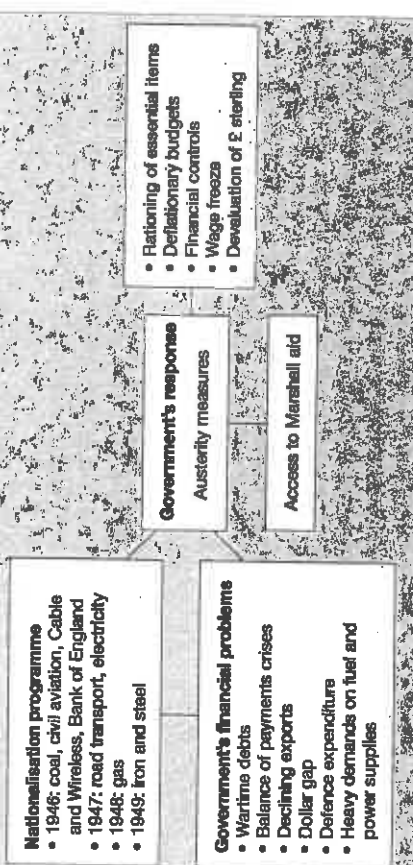 Nationalisation programme
• 1946: coal, civil aviation, Cable
and Wireless, Bank of England
• 1947: road transport, electricity
• 1948: gas
• 1949: iron and steel
Government's financial problems
• Wartime debts
• Balance of payments crises
• Declining exports
• Dollar gap
• Defence expenditure
• Heavy demands on fuel and
power supplies
Government's response
Austerity measures
Access to Marshall aid
• Rationing of essential items
• Deflationary budgets
• Financial controls
• Wage freeze
• Devaluation of £ sterling